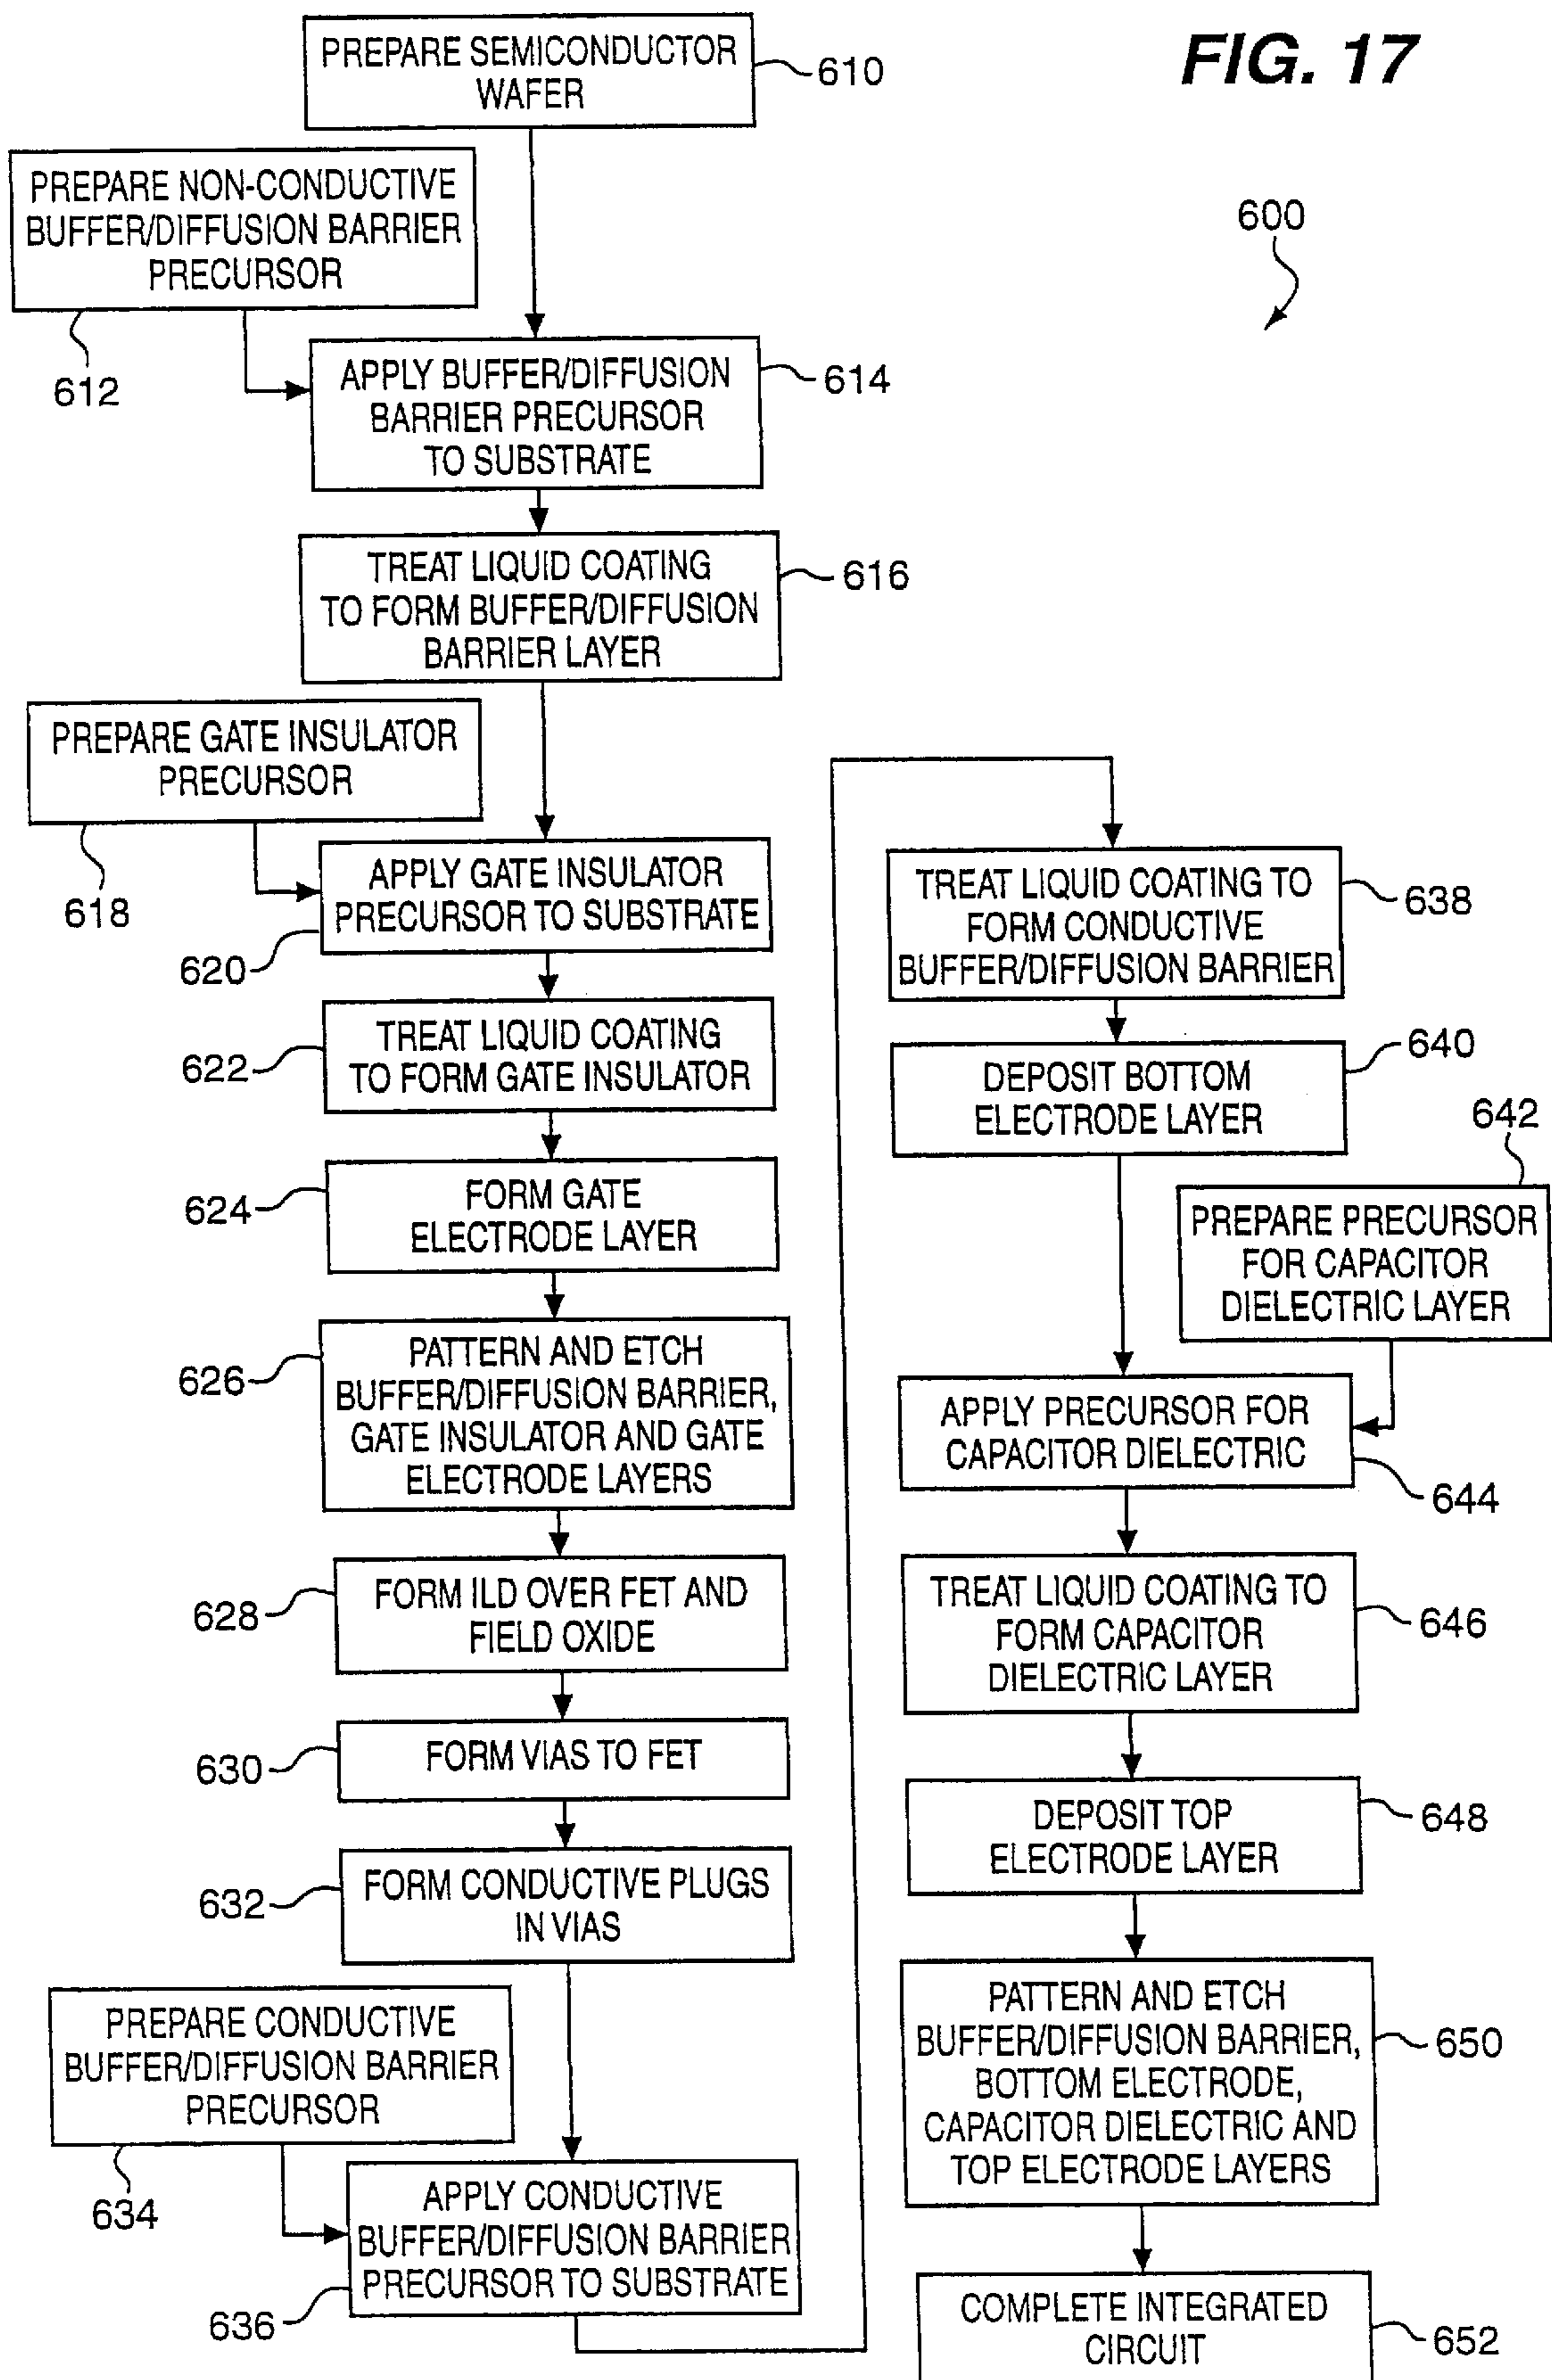 FIG. 17
600
PREPARE SEMICONDUCTOR
WAFER
610
PREPARE NON-CONDUCTIVE
BUFFER/DIFFUSION BARRIER
PRECURSOR
612
APPLY BUFFER/DIFFUSION
BARRIER PRECURSOR
TO SUBSTRATE
614
TREAT LIQUID COATING
TO FORM BUFFER/DIFFUSION
BARRIER LAYER
616
PREPARE GATE INSULATOR
PRECURSOR
618
APPLY GATE INSULATOR
PRECURSOR TO SUBSTRATE
620
TREAT LIQUID COATING
TO FORM GATE INSULATOR
622
FORM GATE
ELECTRODE LAYER
624
PATTERN AND ETCH
BUFFER/DIFFUSION BARRIER,
GATE INSULATOR AND GATE
ELECTRODE LAYERS
626
FORM ILD OVER FET AND
FIELD OXIDE
628
FORM VIAS TO FET
630
FORM CONDUCTIVE PLUGS
IN VIAS
632
PREPARE CONDUCTIVE
BUFFER/DIFFUSION BARRIER
PRECURSOR
634
APPLY CONDUCTIVE
BUFFER/DIFFUSION BARRIER
PRECURSOR TO SUBSTRATE
636
TREAT LIQUID COATING TO
FORM CONDUCTIVE
BUFFER/DIFFUSION BARRIER
638
DEPOSIT BOTTOM
ELECTRODE LAYER
640
642
PREPARE PRECURSOR
FOR CAPACITOR
DIELECTRIC LAYER
APPLY PRECURSOR FOR
CAPACITOR DIELECTRIC
644
TREAT LIQUID COATING TO
FORM CAPACITOR
DIELECTRIC LAYER
646
DEPOSIT TOP
ELECTRODE LAYER
648
PATTERN AND ETCH
BUFFER/DIFFUSION BARRIER,
BOTTOM ELECTRODE,
CAPACITOR DIELECTRIC AND
TOP ELECTRODE LAYERS
650
COMPLETE INTEGRATED
CIRCUIT
652